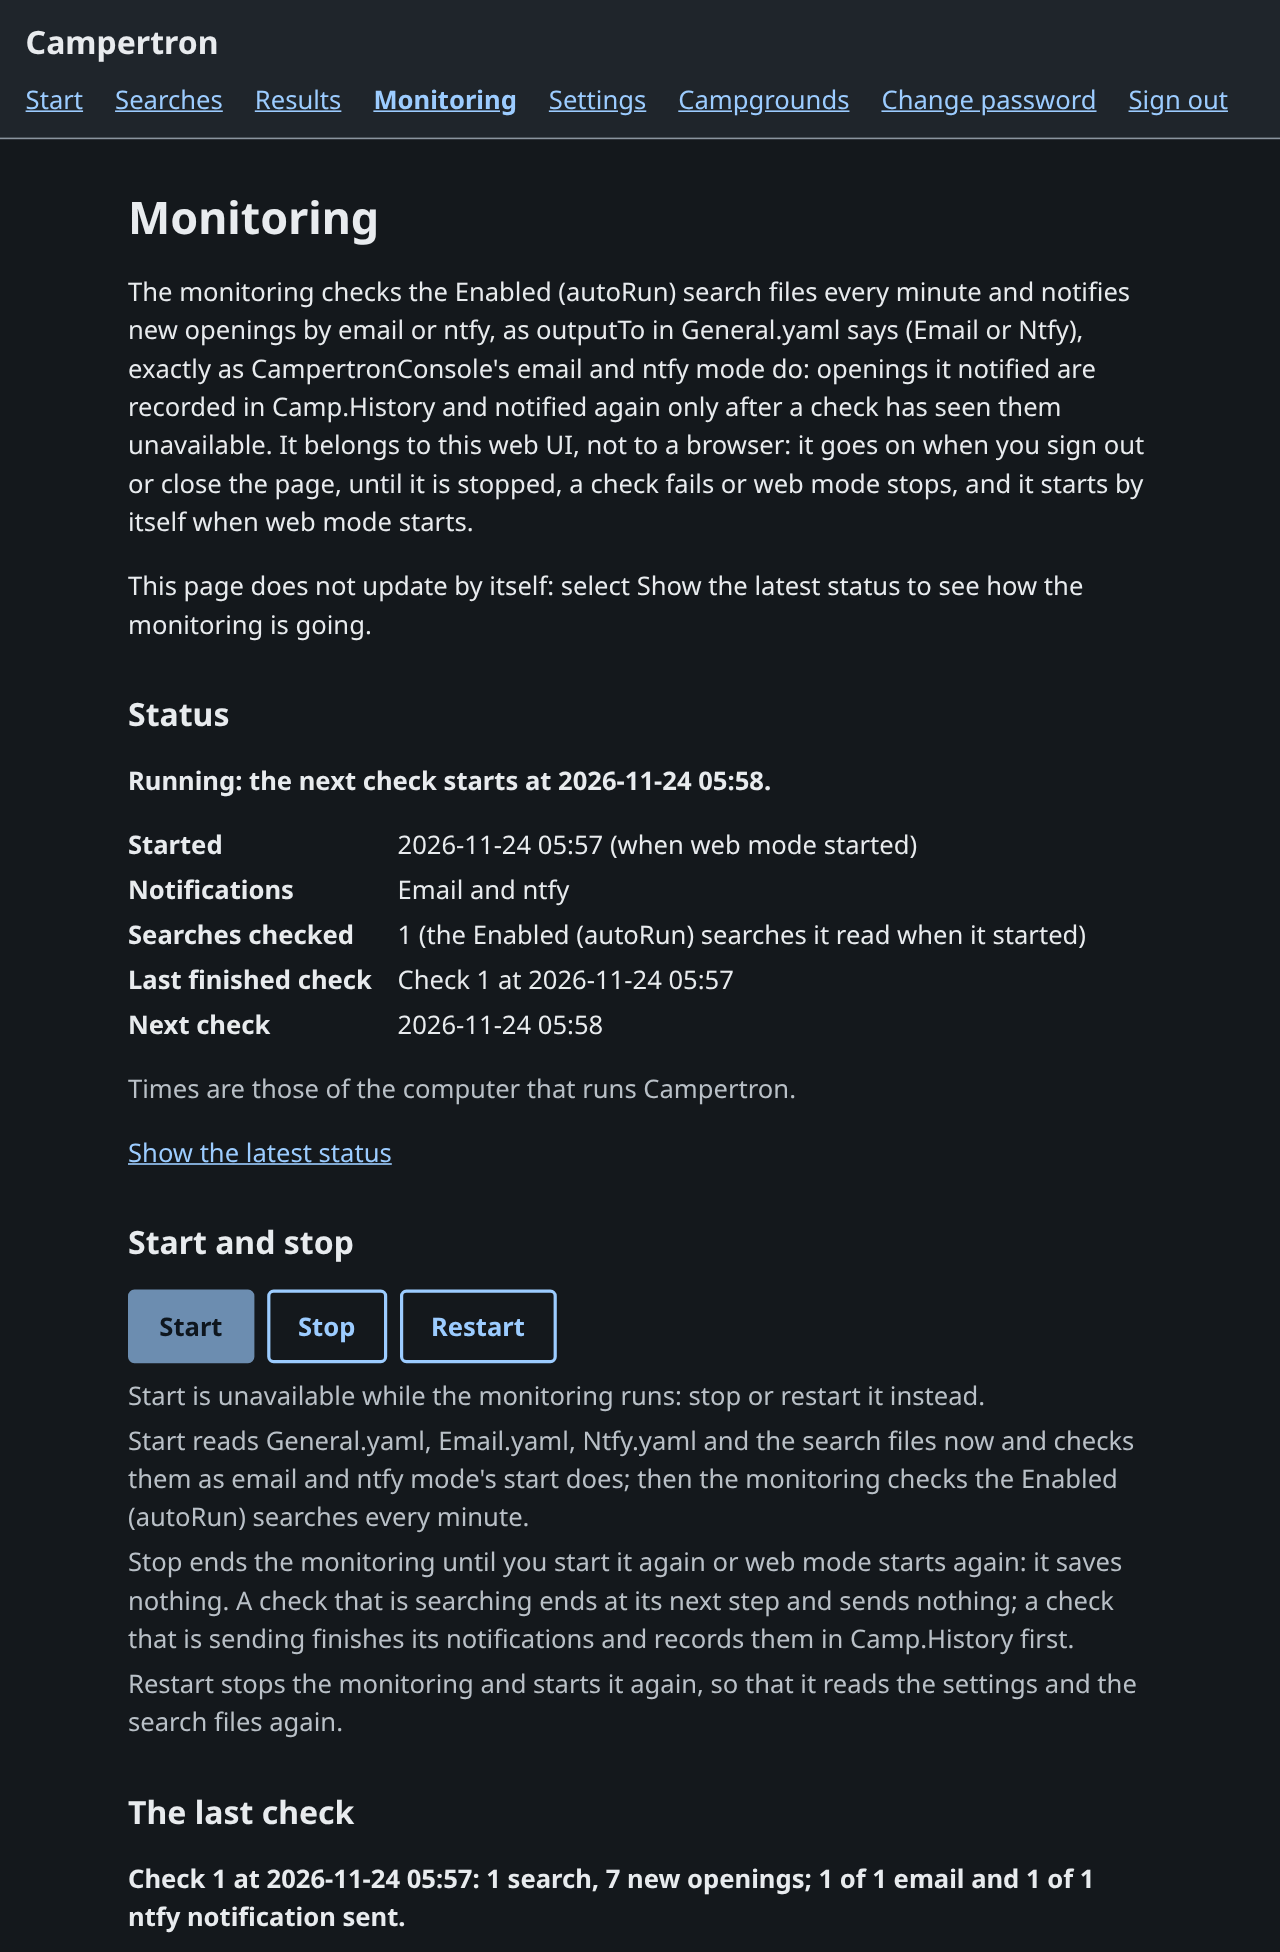 Campertron
Start Searches Results Monitoring Settings Campgrounds Change password Sign out
Monitoring
The monitoring checks the Enabled (autoRun) search files every minute and notifies
new openings by email or ntfy, as outputTo in General.yaml says (Email or Ntfy),
exactly as CampertronConsole's email and ntfy mode do: openings it notified are
recorded in Camp.History and notified again only after a check has seen them
unavailable. It belongs to this web UI, not to a browser: it goes on when you sign out
or close the page, until it is stopped, a check fails or web mode stops, and it starts by
itself when web mode starts.
This page does not update by itself: select Show the latest status to see how the
monitoring is going.
Status
Running: the next check starts at 2026-11-24 05:58.
Started 2026-11-24 05:57 (when web mode started)
Notifications Email and ntfy
Searches checked 1 (the Enabled (autoRun) searches it read when it started)
Last finished check Check 1 at 2026-11-24 05:57
Next check 2026-11-24 05:58
Times are those of the computer that runs Campertron.
Show the latest status
Start and stop
Start Stop Restart
Start is unavailable while the monitoring runs: stop or restart it instead.
Start reads General.yaml, Email.yaml, Ntfy.yaml and the search files now and checks
them as email and ntfy mode's start does; then the monitoring checks the Enabled
(autoRun) searches every minute.
Stop ends the monitoring until you start it again or web mode starts again: it saves
nothing. A check that is searching ends at its next step and sends nothing; a check
that is sending finishes its notifications and records them in Camp.History first.
Restart stops the monitoring and starts it again, so that it reads the settings and the
search files again.
The last check
Check 1 at 2026-11-24 05:57: 1 search, 7 new openings; 1 of 1 email and 1 of 1
ntfy notification sent.